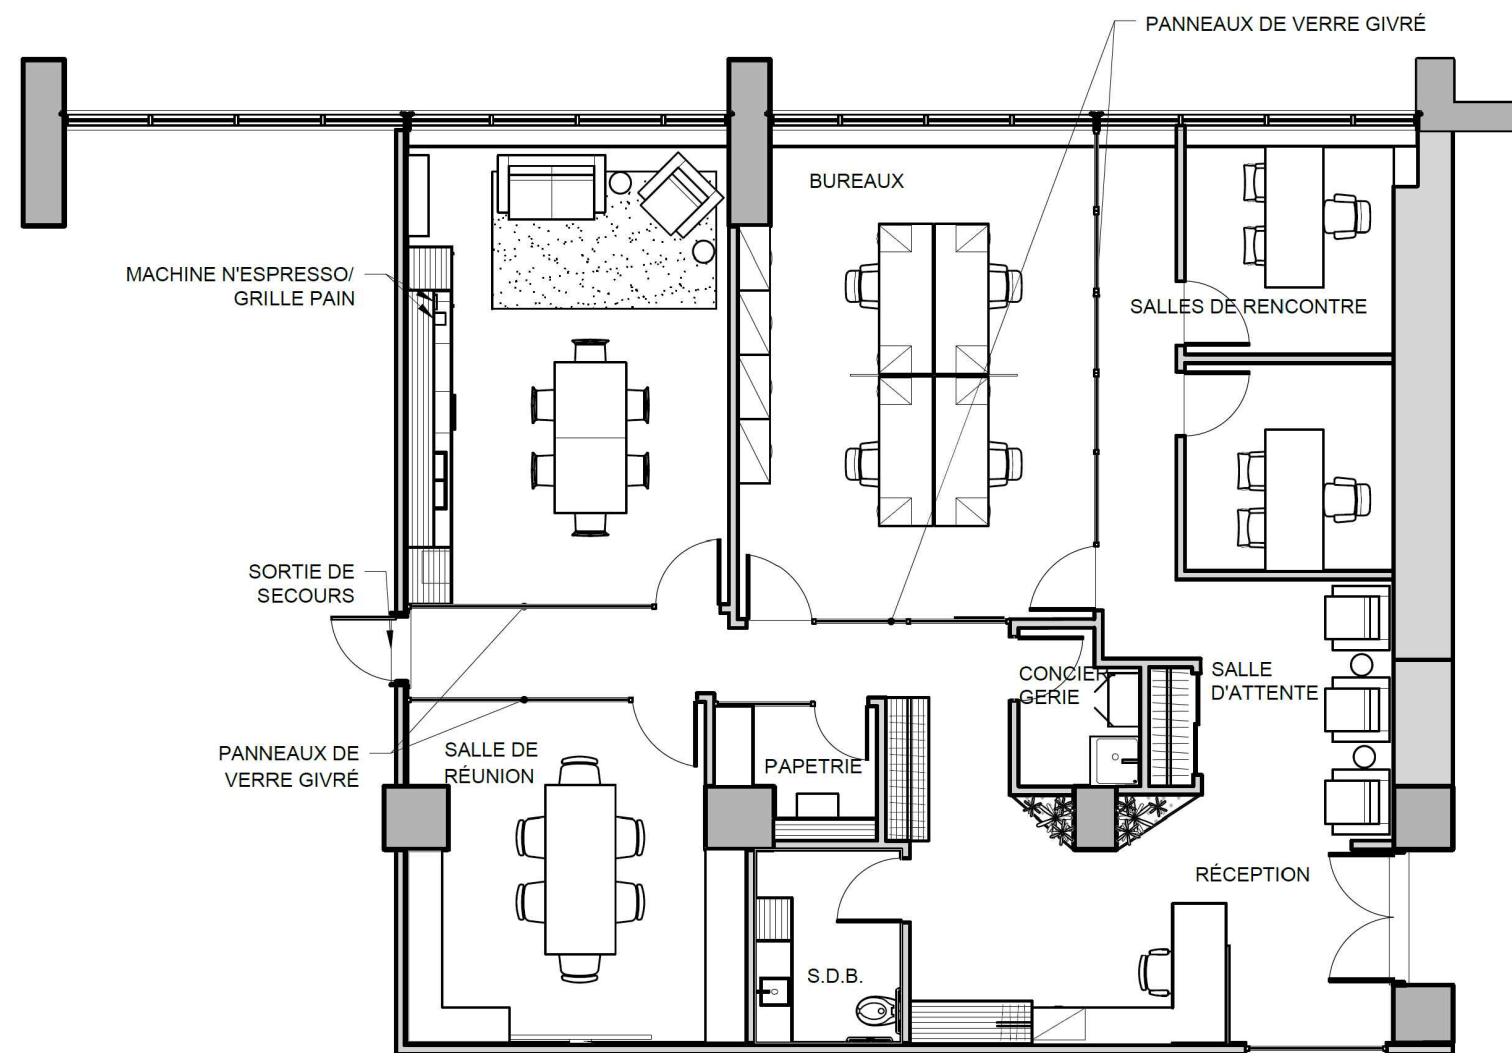 PANNEAUX DE VERRE GIVRÉ
BUREAUX
MACHINE N'ESPRESSO/
GRILLE PAIN
SALLES DE RENCONTRE
SORTIE DE
SECOURS
CONCIER
GERIE
SALLE
D'ATTENTE
PANNEAUX DE
VERRE GIVRÉ
SALLE DE
RÉUNION
PAPETRIE
RÉCEPTION
S.D.B.